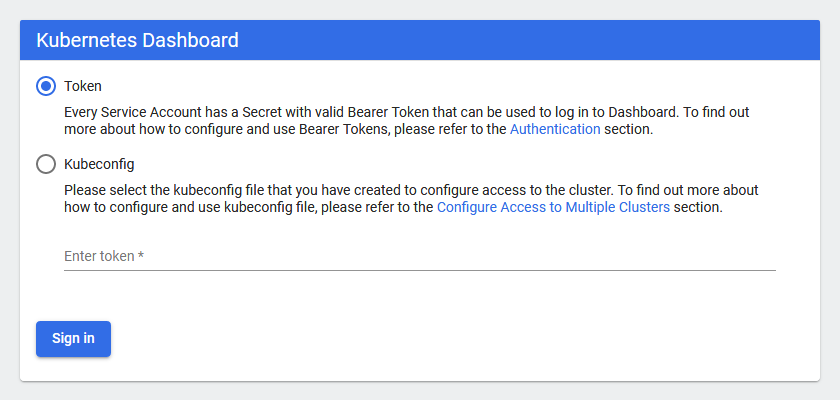 Kubernetes Dashboard
Token
Every Service Account has a Secret with valid Bearer Token that can be used to log in to Dashboard. To find out
more about how to configure and use Bearer Tokens, please refer to the Authentication section.
Kubeconfig
Please select the kubeconfig file that you have created to configure access to the cluster. To find out more about
how to configure and use kubeconfig file, please refer to the Configure Access to Multiple Clusters section.
Enter token *
Sign in